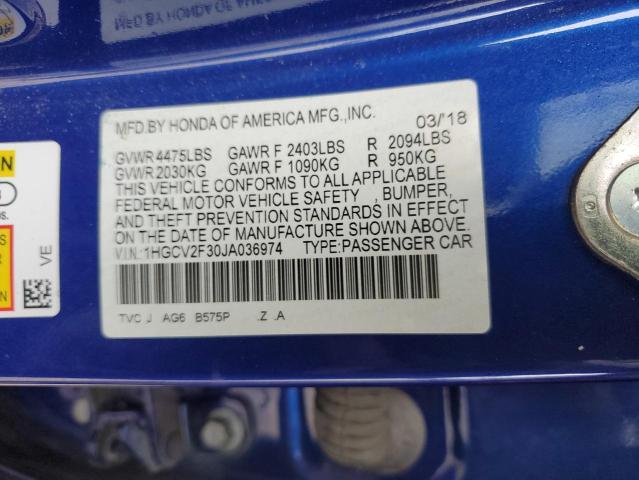 MFD.BY HONDA OF AMERICA MFG.,INC. 03/'18
GVWR 4475LBS GAWR F 2403LBS R 2094LBS
GVWR 2030KG GAWR F 1090KG R 950KG
THIS VEHICLE CONFORMS TO ALL APPLICABLE
FEDERAL MOTOR VEHICLE SAFETY , BUMPER,
AND THEFT PREVENTION STANDARDS IN EFFECT
ON THE DATE OF MANUFACTURE SHOWN ABOVE.
V.I.N.: 1HGCV2F30JA036974 TYPE:PASSENGER CAR
TVC J AG6 B575P .Z .A
VE